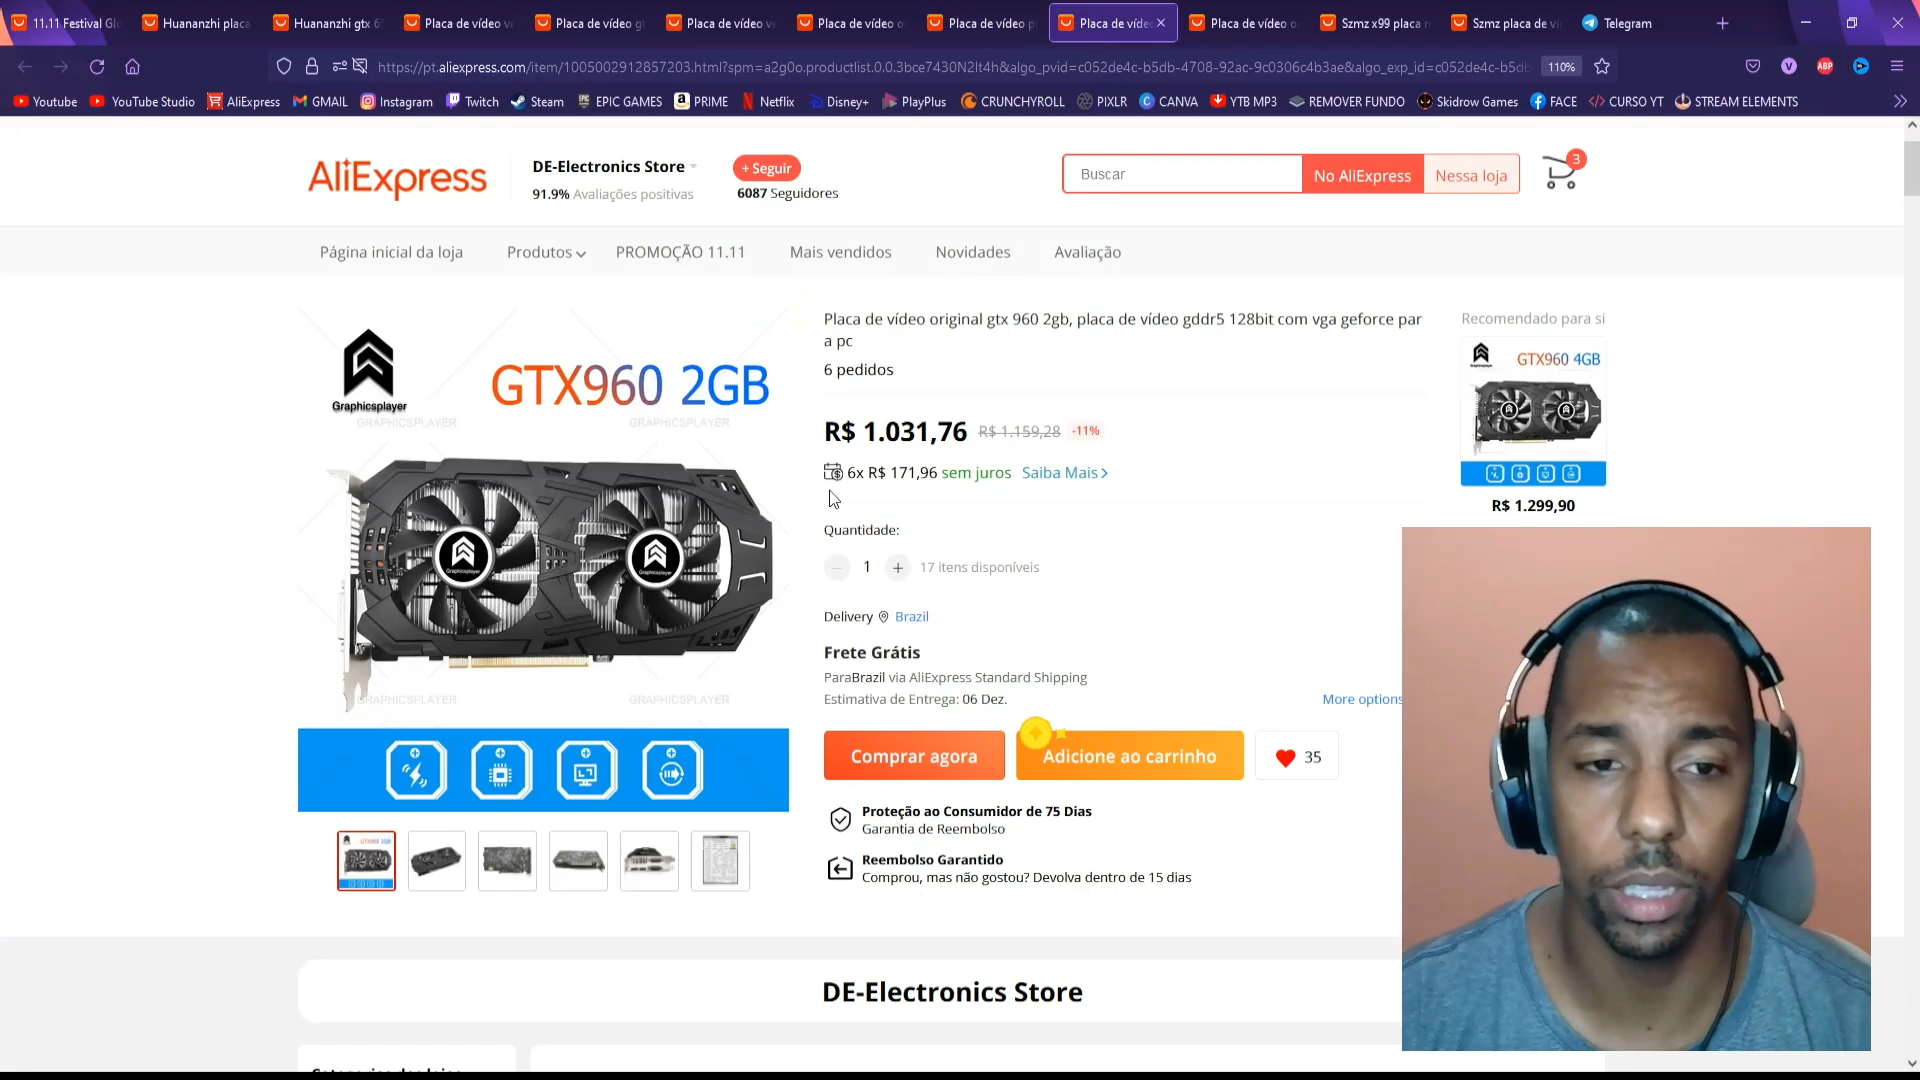 11.11 Festival Glo
Huananzhi placa
Huananzhi gtx 6
Placa de vídeo v
Placa de vídeo g
Placa de vídeo v
Placa de vídeo o
Placa de vídeo p
Placa de víde
Placa de vídeo o
Szmz x99 placa
Szmz placa de ví
Telegram
https://pt.aliexpress.com/item/1005002912857203.html?spm=a2g0o.productlist.0.0.3bce7430N2lt4h&algo_pvid=c052de4c-b5db-4708-92ac-9c0306c4b3ae&algo_exp_id=c052de4c-b5d
110%
Youtube
YouTube Studio
AliExpress
GMAIL
Instagram
Twitch
Steam
EPIC GAMES
PRIME
Netflix
Disney+
PlayPlus
CRUNCHYROLL
PIXLR
CANVA
YTB MP3
REMOVER FUNDO
Skidrow Games
FACE
CURSO YT
STREAM ELEMENTS
AliExpress
DE-Electronics Store
91.9% Avaliações positivas
+ Seguir
6087 Seguidores
Buscar
No AliExpress
Nessa loja
3
Página inicial da loja
Produtos
PROMOÇÃO 11.11
Mais vendidos
Novidades
Avaliação
Graphicsplayer
GTX960 2GB
GRAPHICSPLAYER
GRAPHICSPLAYER
Graphicsplayer
Graphicsplayer
GRAPHICSPLAYER
GRAPHICSPLAYER
Placa de vídeo original gtx 960 2gb, placa de vídeo gddr5 128bit com vga geforce par
a pc
6 pedidos
R$ 1.031,76 R$ 1.159,28 -11%
6x R$ 171,96 sem juros Saiba Mais
Quantidade:
1
17 itens disponíveis
Delivery Brazil
Frete Grátis
ParaBrazil via AliExpress Standard Shipping
Estimativa de Entrega: 06 Dez.
More options
Comprar agora
Adicione ao carrinho
35
Proteção ao Consumidor de 75 Dias
Garantia de Reembolso
Reembolso Garantido
Comprou, mas não gostou? Devolva dentro de 15 dias
Recomendado para si
GTX960 4GB
R$ 1.299,90
DE-Electronics Store